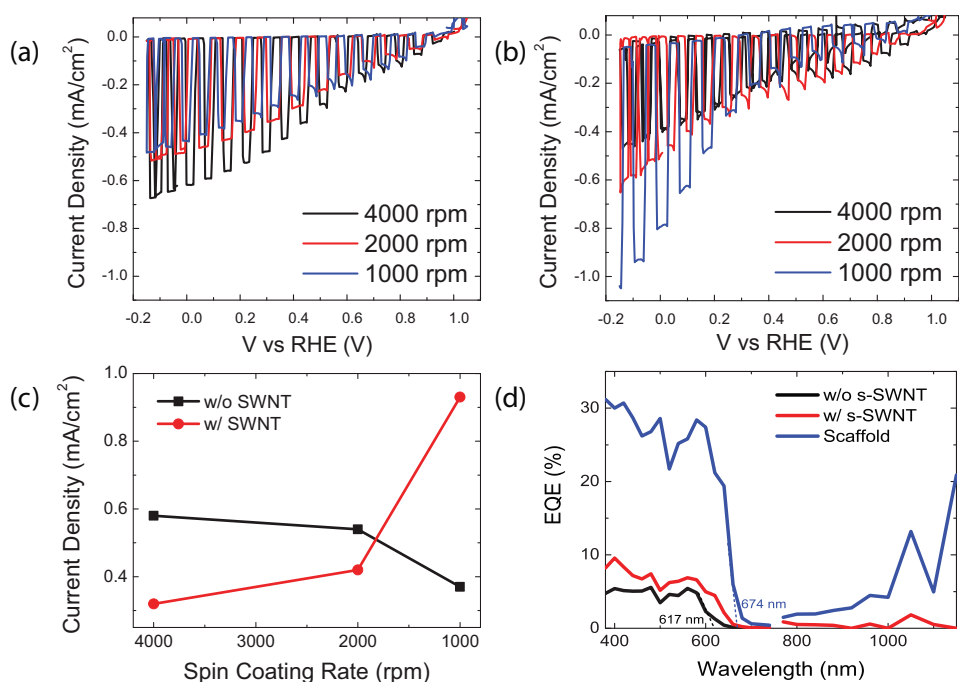 (a)
0.0
-0.2
-0.4
-0.6
-0.8
-1.0
Current Density (mA/cm²)
4000 rpm
2000 rpm
1000 rpm
-0.2 0.0 0.2 0.4 0.6 0.8 1.0
V vs RHE (V)
(b)
0.0
-0.2
-0.4
-0.6
-0.8
-1.0
Current Density (mA/cm²)
4000 rpm
2000 rpm
1000 rpm
-0.2 0.0 0.2 0.4 0.6 0.8 1.0
V vs RHE (V)
(c)
1.0
0.8
0.6
0.4
Current Density (mA/cm²)
w/o SWNT
w/ SWNT
4000 3000 2000 1000
Spin Coating Rate (rpm)
(d)
30
20
10
0
EQE (%)
w/o s-SWNT
w/ s-SWNT
Scaffold
617 nm
674 nm
400 600 800 1000
Wavelength (nm)